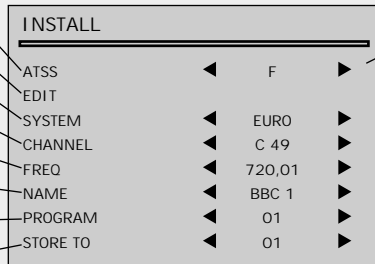 INSTALL
ATSS ◀ F ▶
EDIT
SYSTEM ◀ EURO ▶
CHANNEL ◀ C 49 ▶
FREQ ◀ 720,01 ▶
NAME ◀ BBC 1 ▶
PROGRAM ◀ 01 ▶
STORE TO ◀ 01 ▶